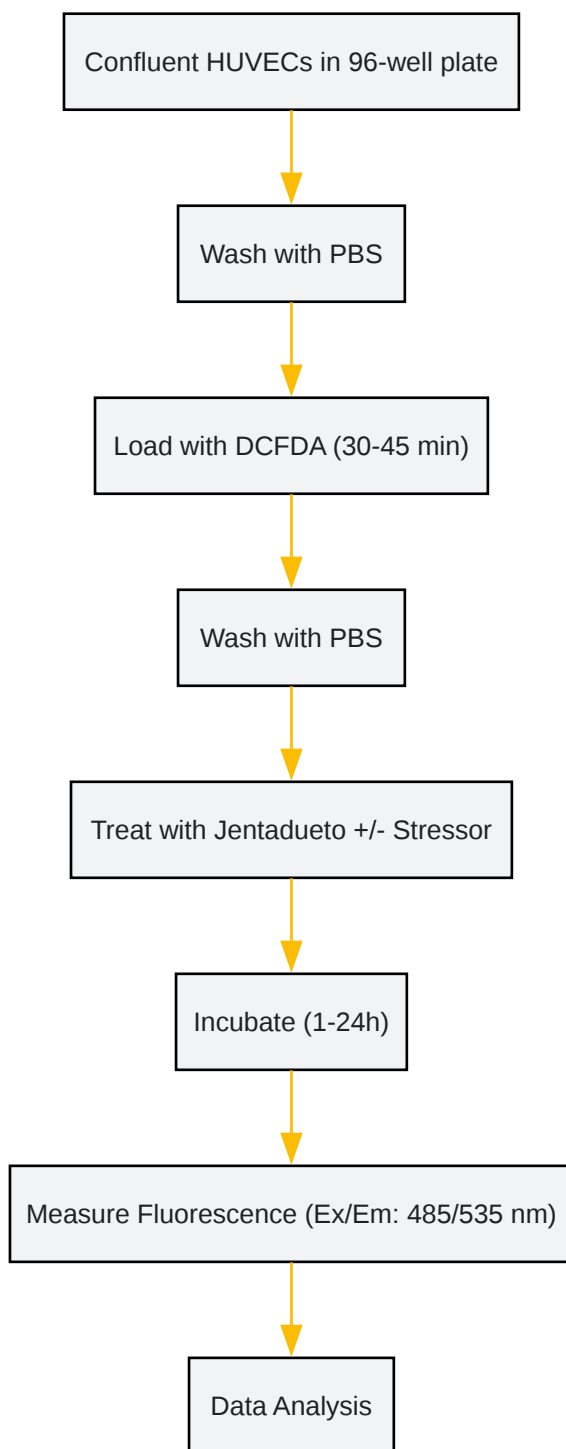 Confluent HUVECs in 96-well plate
Wash with PBS
Load with DCFDA (30-45 min)
Wash with PBS
Treat with Jentadueto +/- Stressor
Incubate (1-24h)
Measure Fluorescence (Ex/Em: 485/535 nm)
Data Analysis